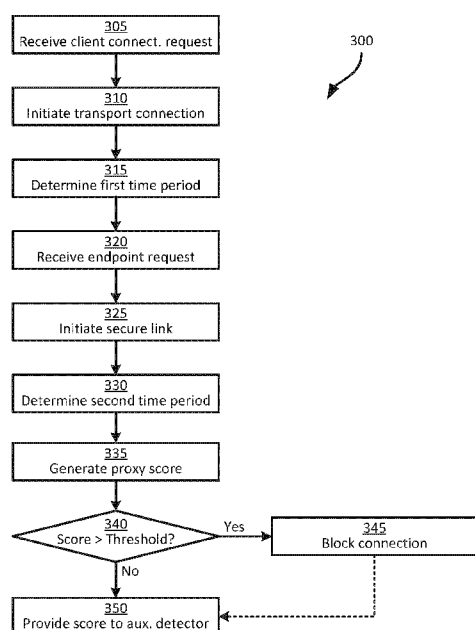 305
Receive client connect. request
300
310
Initiate transport connection
315
Determine first time period
320
Receive endpoint request
325
Initiate secure link
330
Determine second time period
335
Generate proxy score
340
Score > Threshold?
Yes
345
Block connection
No
350
Provide score to aux. detector